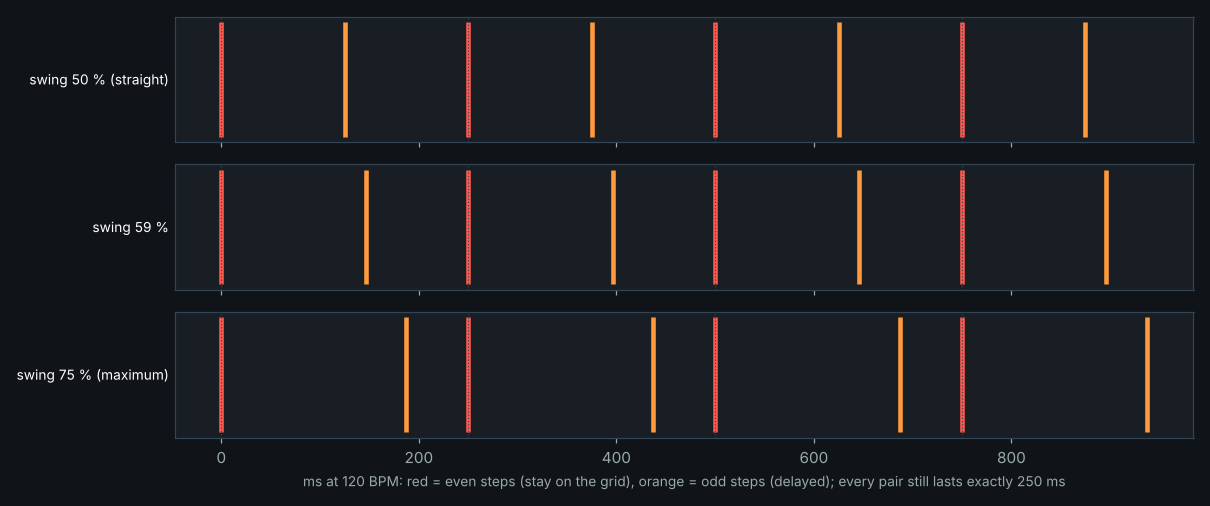 swing 50 % (straight)
swing 59 %
swing 75 % (maximum)
0 200 400 600 800
ms at 120 BPM: red = even steps (stay on the grid), orange = odd steps (delayed); every pair still lasts exactly 250 ms